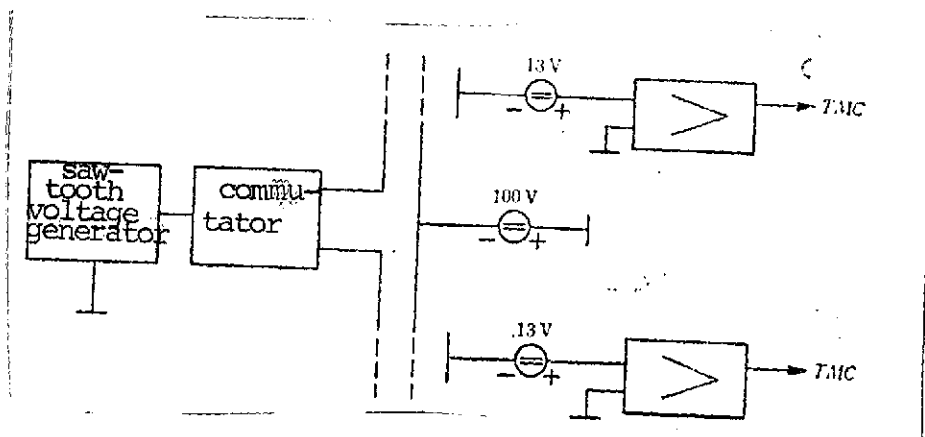 13 V
TMC
saw-
tooth
voltage
generator
commu-
tator
100 V
- +
- +
.13 V
TMC
- +